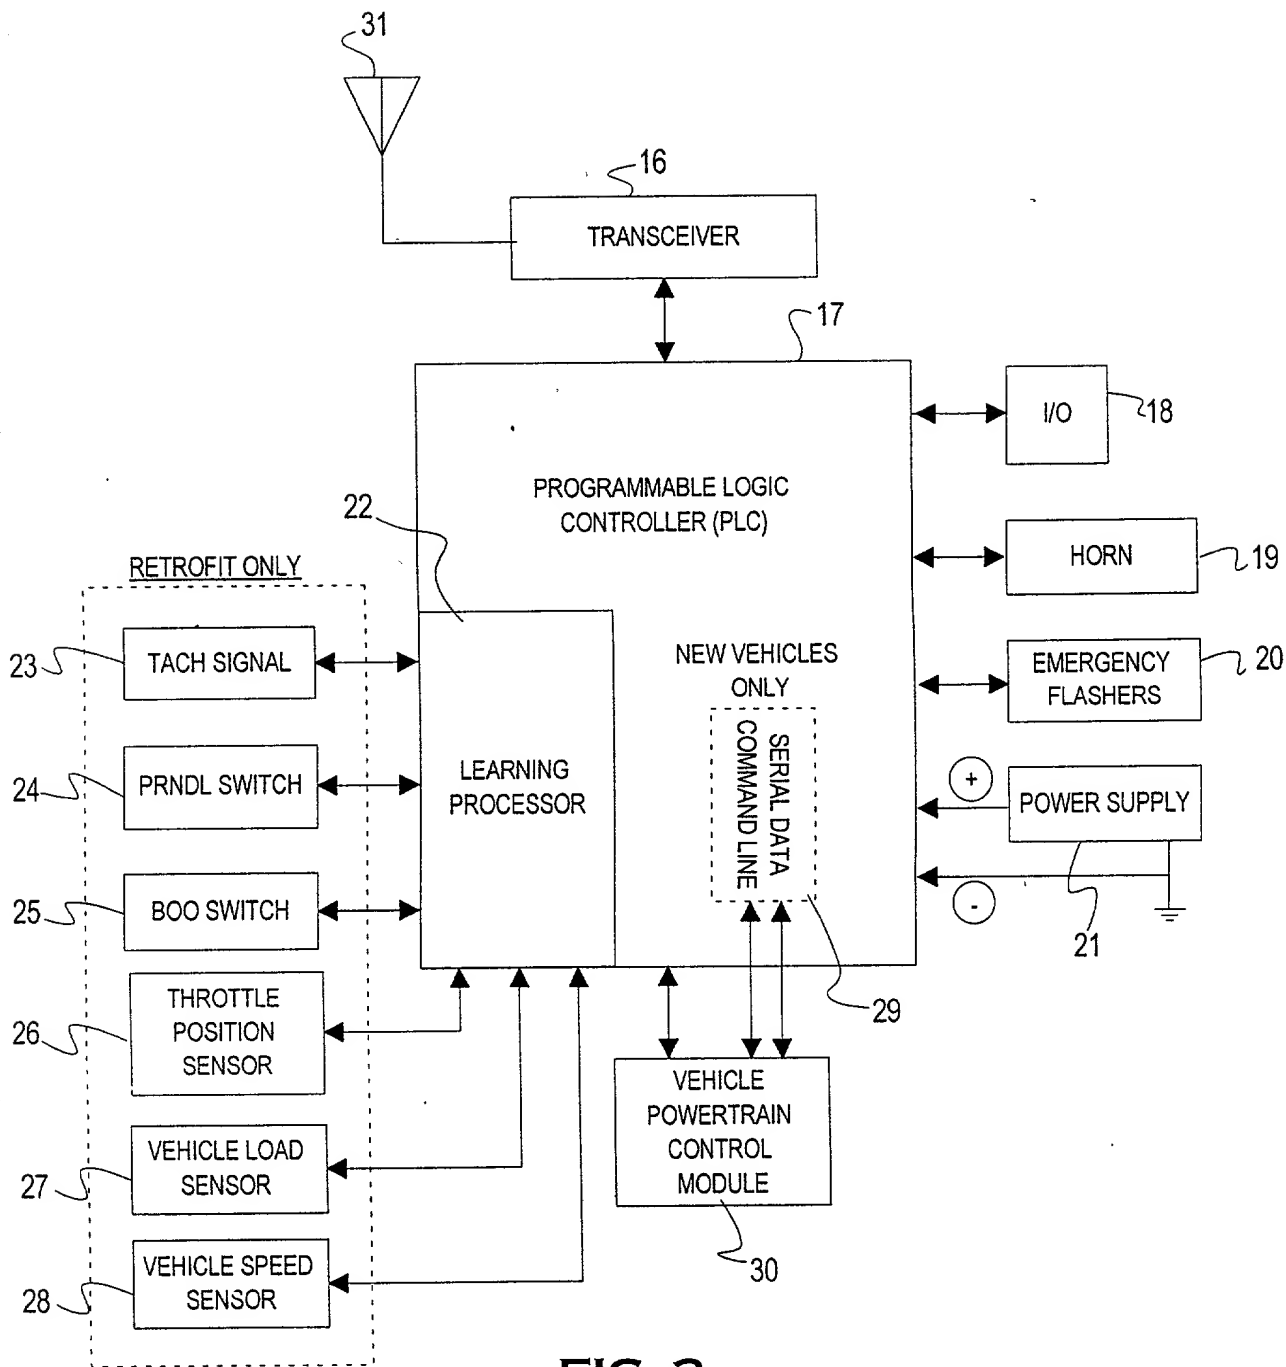 31
16
TRANSCEIVER
17
I/O
18
PROGRAMMABLE LOGIC
CONTROLLER (PLC)
22
HORN
19
RETROFIT ONLY
23
TACH SIGNAL
NEW VEHICLES
ONLY
EMERGENCY
FLASHERS
20
24
PRNDL SWITCH
LEARNING
PROCESSOR
SERIAL DATA
COMMAND LINE
+
POWER SUPPLY
25
BOO SWITCH
-
21
26
THROTTLE
POSITION
SENSOR
29
VEHICLE
POWERTRAIN
CONTROL
MODULE
27
VEHICLE LOAD
SENSOR
30
28
VEHICLE SPEED
SENSOR